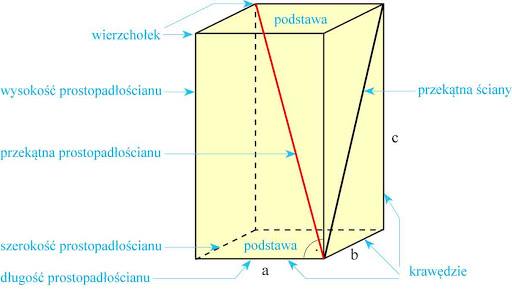 wierzchołek
podstawa
wysokość prostopadłościanu
przekątna ściany
c
przekątna prostopadłościanu
szerokość prostopadłościanu
podstawa
b
a
krawędzie
długość prostopadłościanu